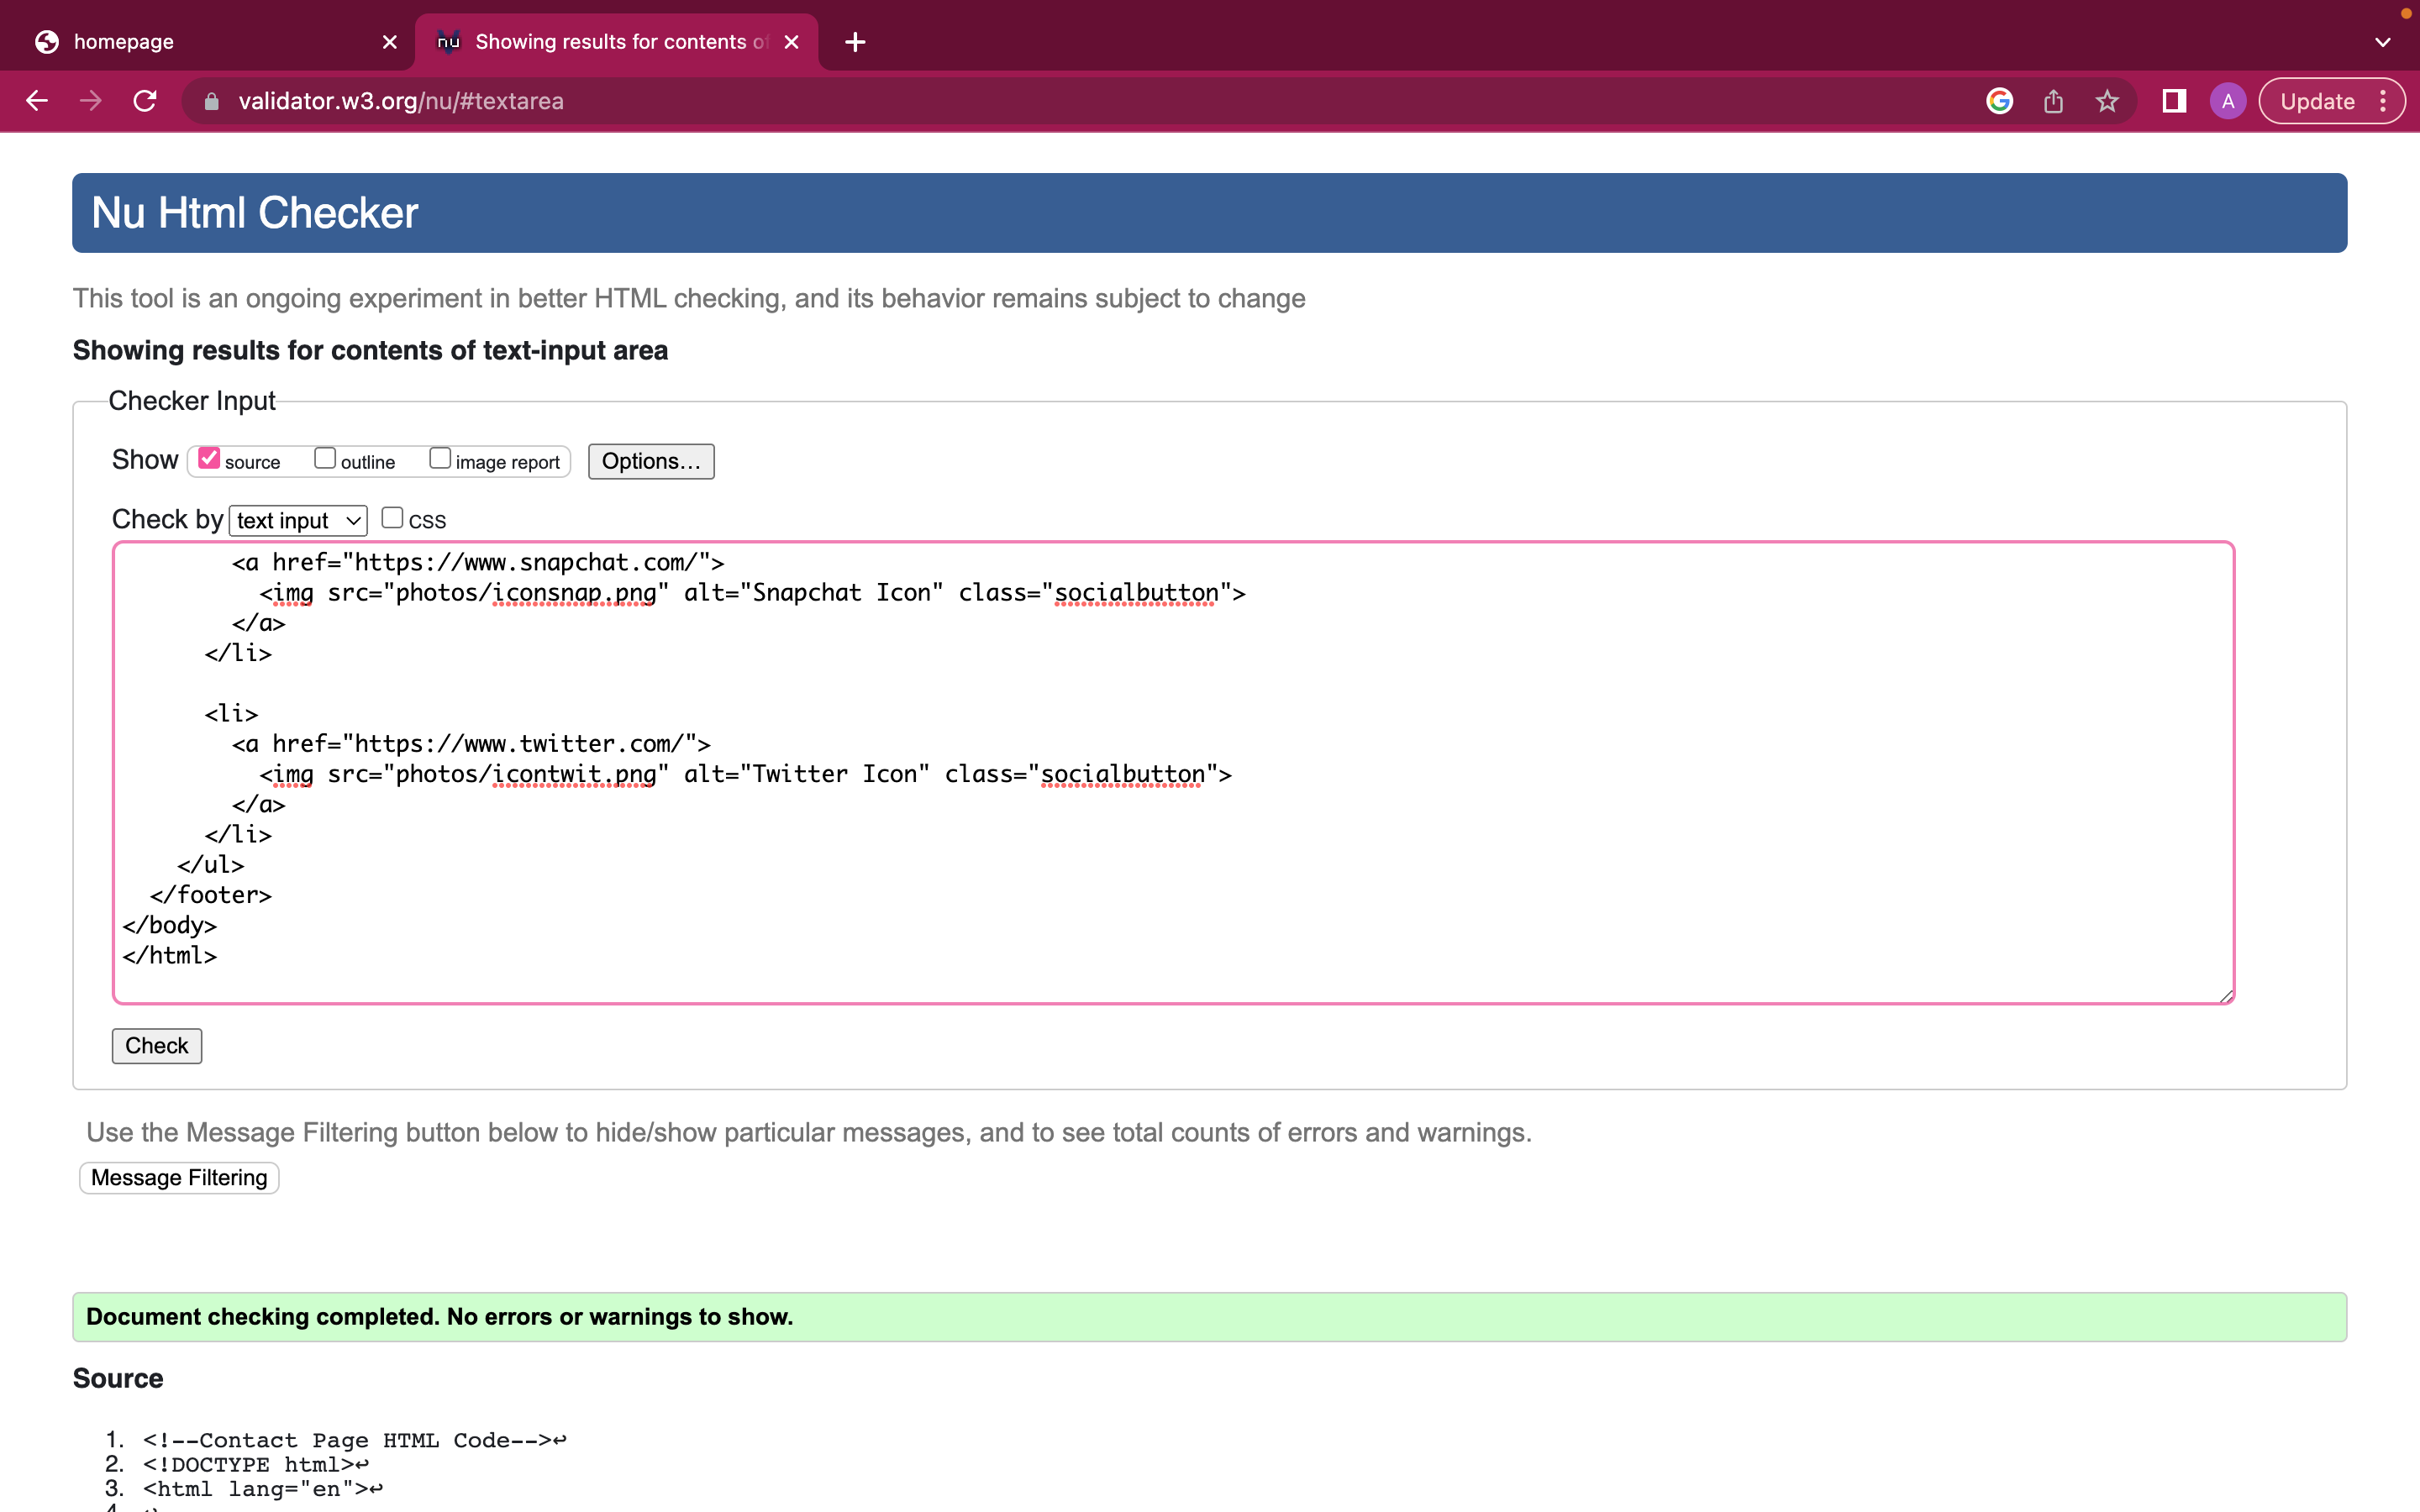 homepage
Showing results for contents of
validator.w3.org/nu/#textarea
A
Update
Nu Html Checker
This tool is an ongoing experiment in better HTML checking, and its behavior remains subject to change
Showing results for contents of text-input area
Checker Input
Show source outline image report Options...
Check by text input CSS
<a href="https://www.snapchat.com/">
<img src="photos/iconsnap.png" alt="Snapchat Icon" class="socialbutton">
</a>
</li>
<li>
<a href="https://www.twitter.com/">
<img src="photos/icontwit.png" alt="Twitter Icon" class="socialbutton">
</a>
</li>
</ul>
</footer>
</body>
</html>
Check
Use the Message Filtering button below to hide/show particular messages, and to see total counts of errors and warnings.
Message Filtering
Document checking completed. No errors or warnings to show.
Source
1. <!--Contact Page HTML Code-->↩
2. <!DOCTYPE html>↩
3. <html lang="en">↩